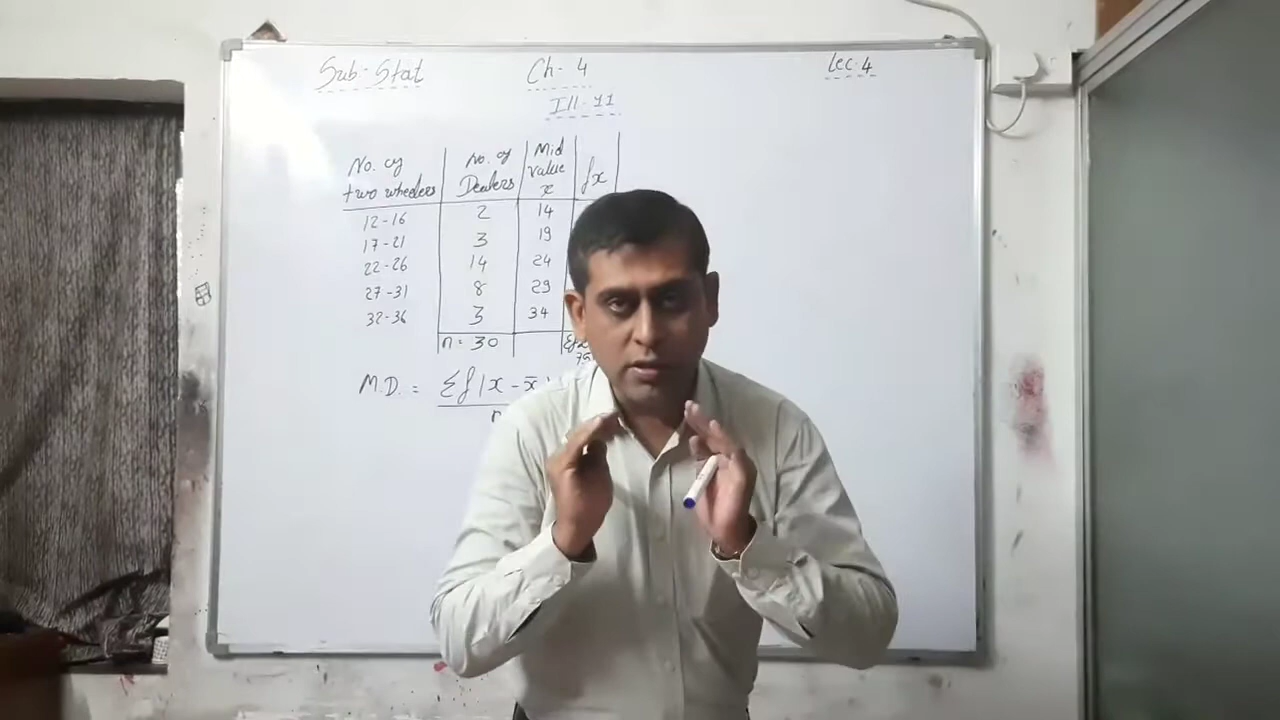 Sub-Stat Ch-4 Lec-4
Ill-11
No. of two wheelers No. of Dealers Mid value x fx
12-16 2 14
17-21 3 19
22-26 14 24
27-31 8 29
32-36 3 34
n = 30
M.D. = Σf|x - x̄
n